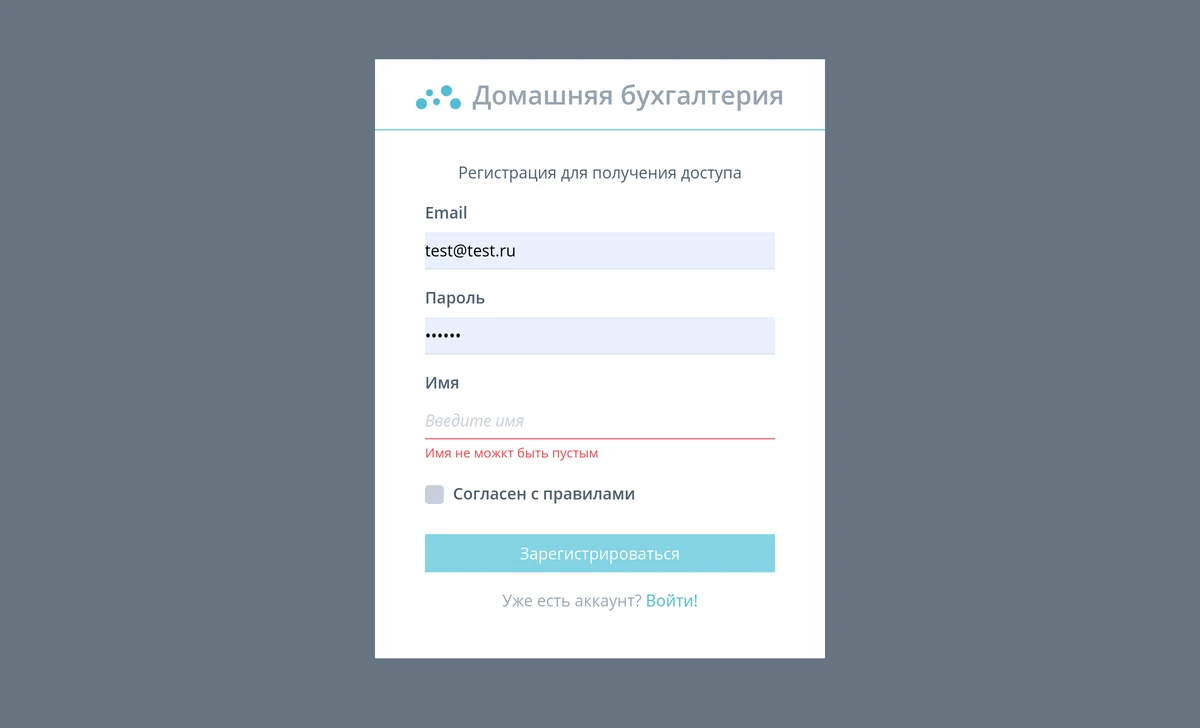 Домашняя бухгалтерия
Регистрация для получения доступа
Email
test@test.ru
Пароль
••••••
Имя
Введите имя
Имя не можкт быть пустым
Согласен с правилами
Зарегистрироваться
Уже есть аккаунт? Войти!